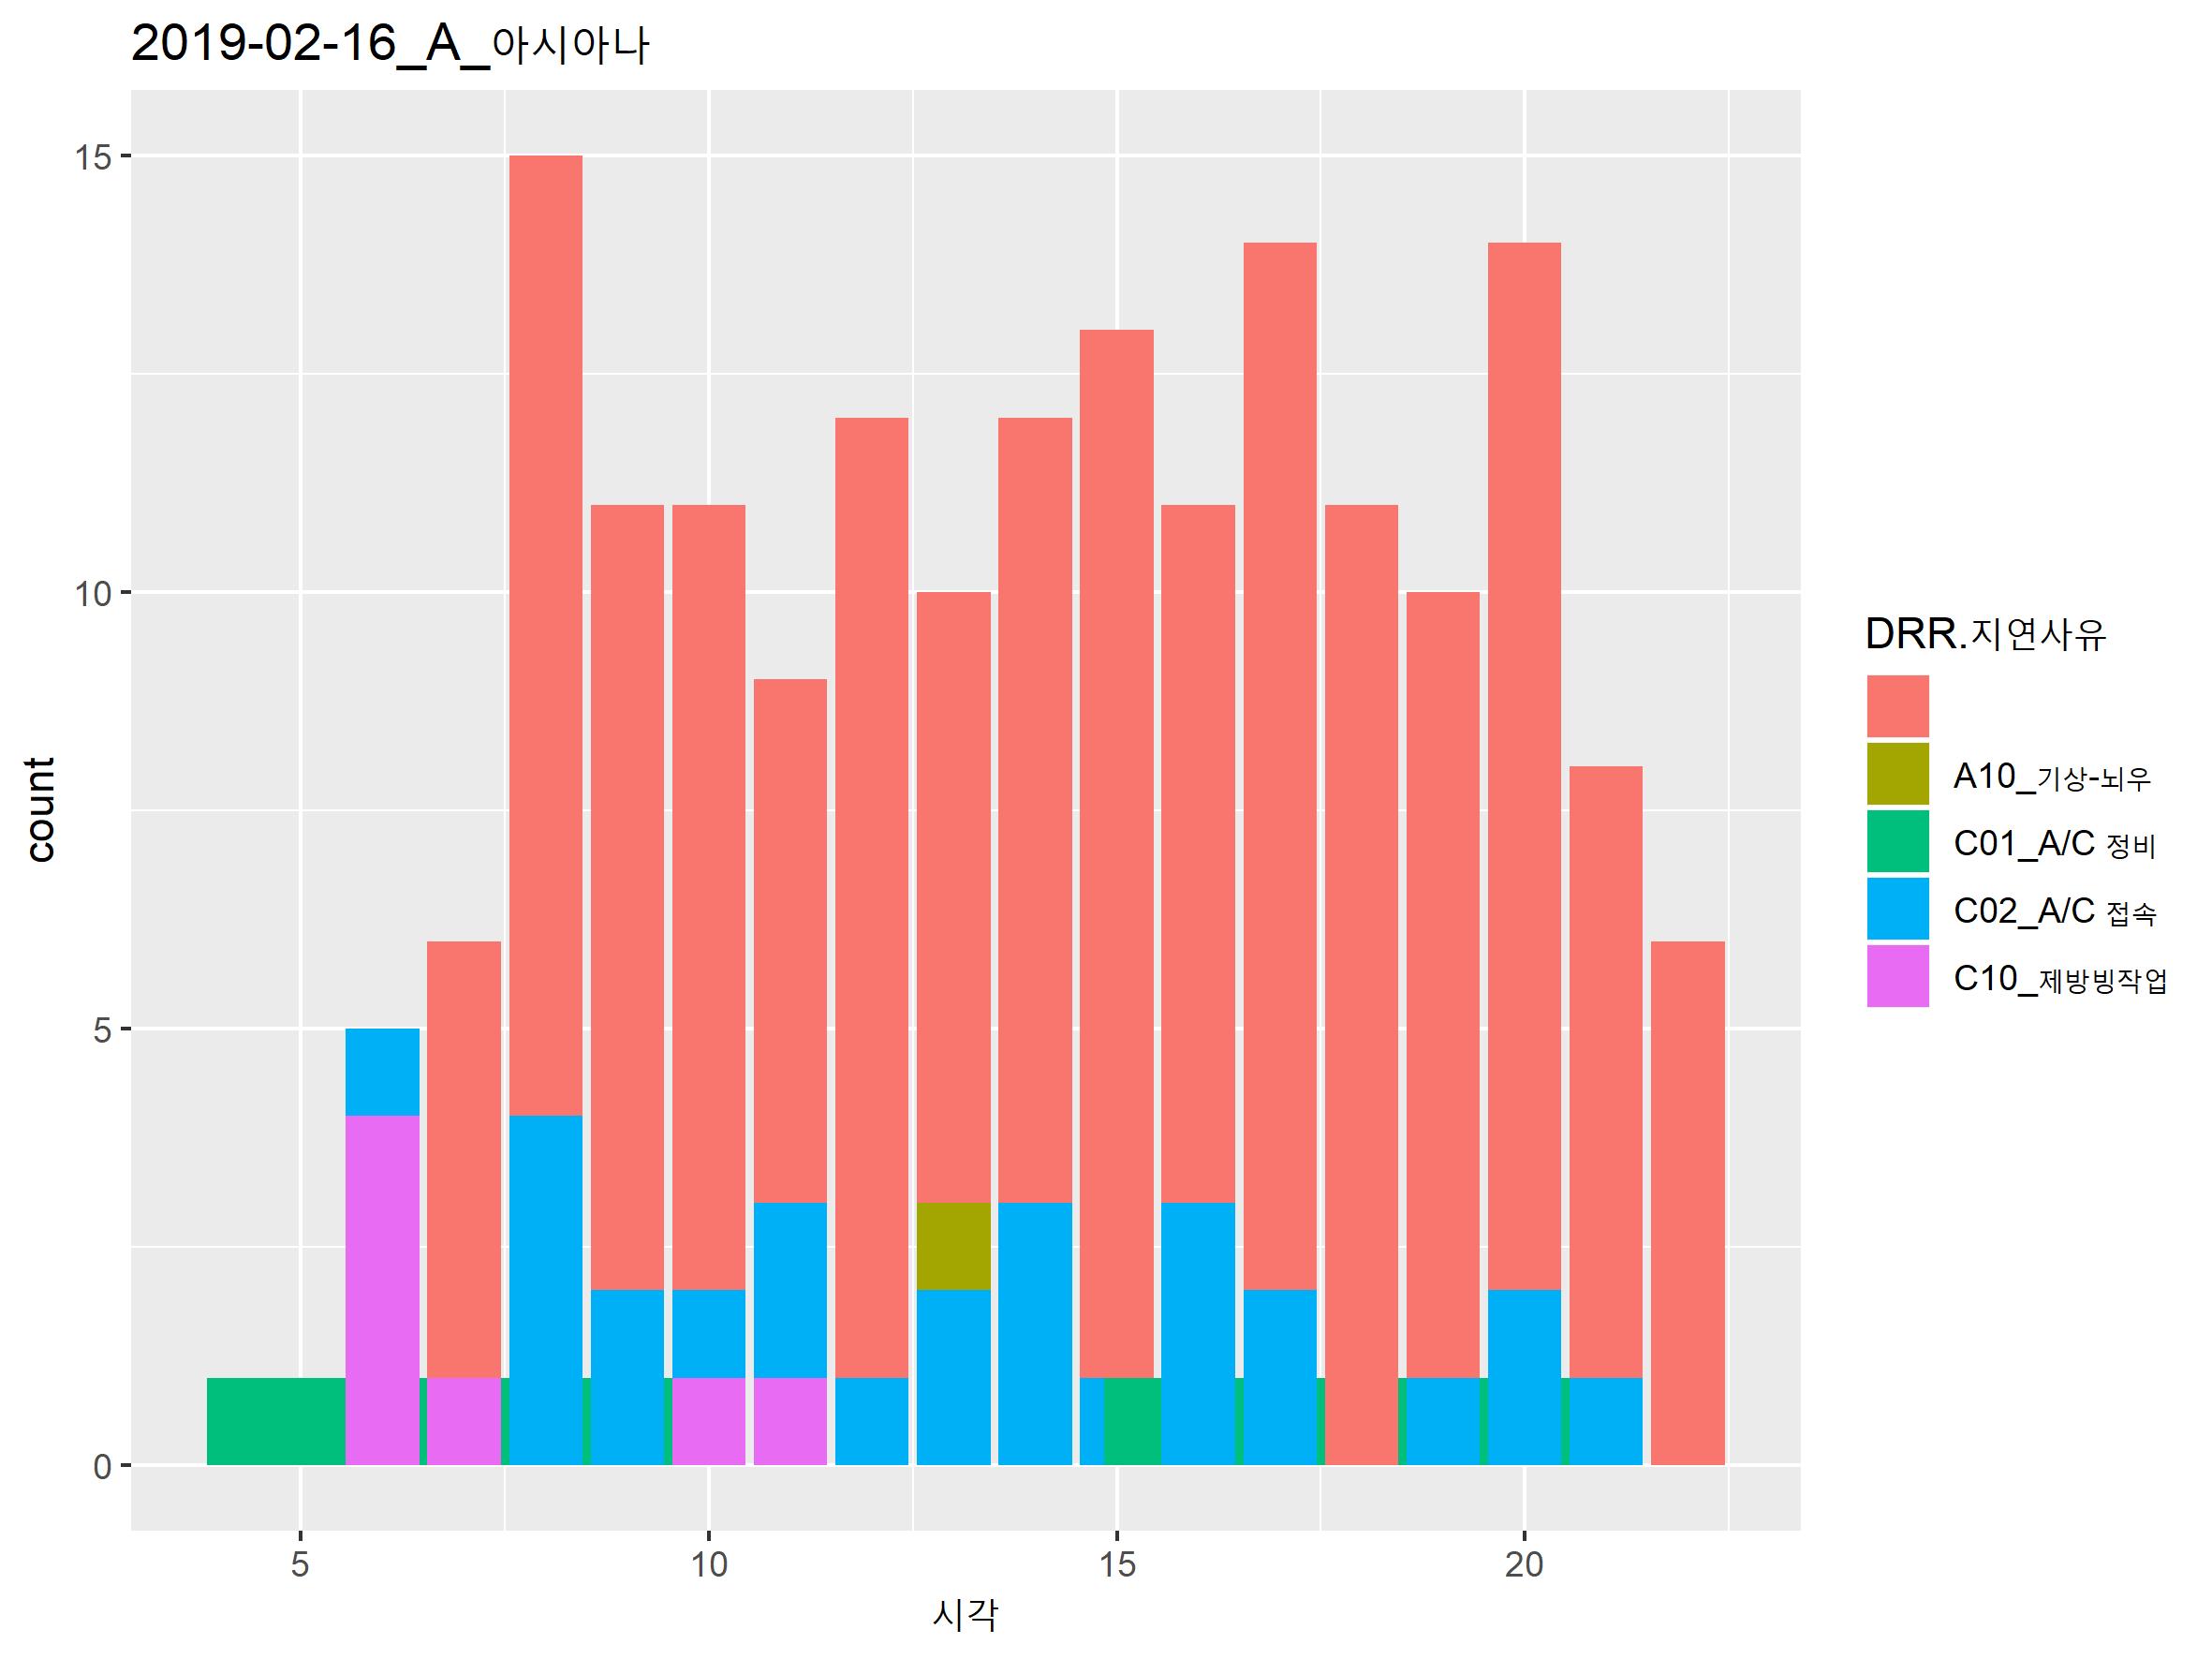 2019-02-16_A_아시아나
15
10
5
0
count
5 10 15 20
시각
DRR.지연사유
A10_기상-뇌우
C01_A/C 정비
C02_A/C 접속
C10_제방빙작업